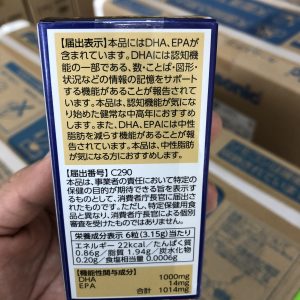 【届出表示】本品にはDHA、EPAが
含まれています。DHAには認知機
能の一部である、数・ことば・図形・
状況などの情報の記憶をサポート
する機能があることが報告されて
います。本品は、認知機能が気にな
り始めた健常な中高年におすすめ
します。また、DHA、EPAには中性
脂肪を減らす機能があることが報
告されています。本品は、中性脂肪
が気になる方におすすめします。
【届出番号】C290
本品は、事業者の責任において特定
の保健の目的が期待できる旨を表示
するものとして、消費者庁長官に届出
されたものです。ただし、特定保健用食
品と異なり、消費者庁長官による個別
審査を受けたものではありません。
栄養成分表示 6粒(3.15g)当たり
エネルギー 22kcal/たんぱく質
0.86g/脂質 1.94g/炭水化物
0.20g/食塩相当量 0.0006g
【機能性関与成分】
DHA 1000mg
EPA 14mg
合計 1014mg